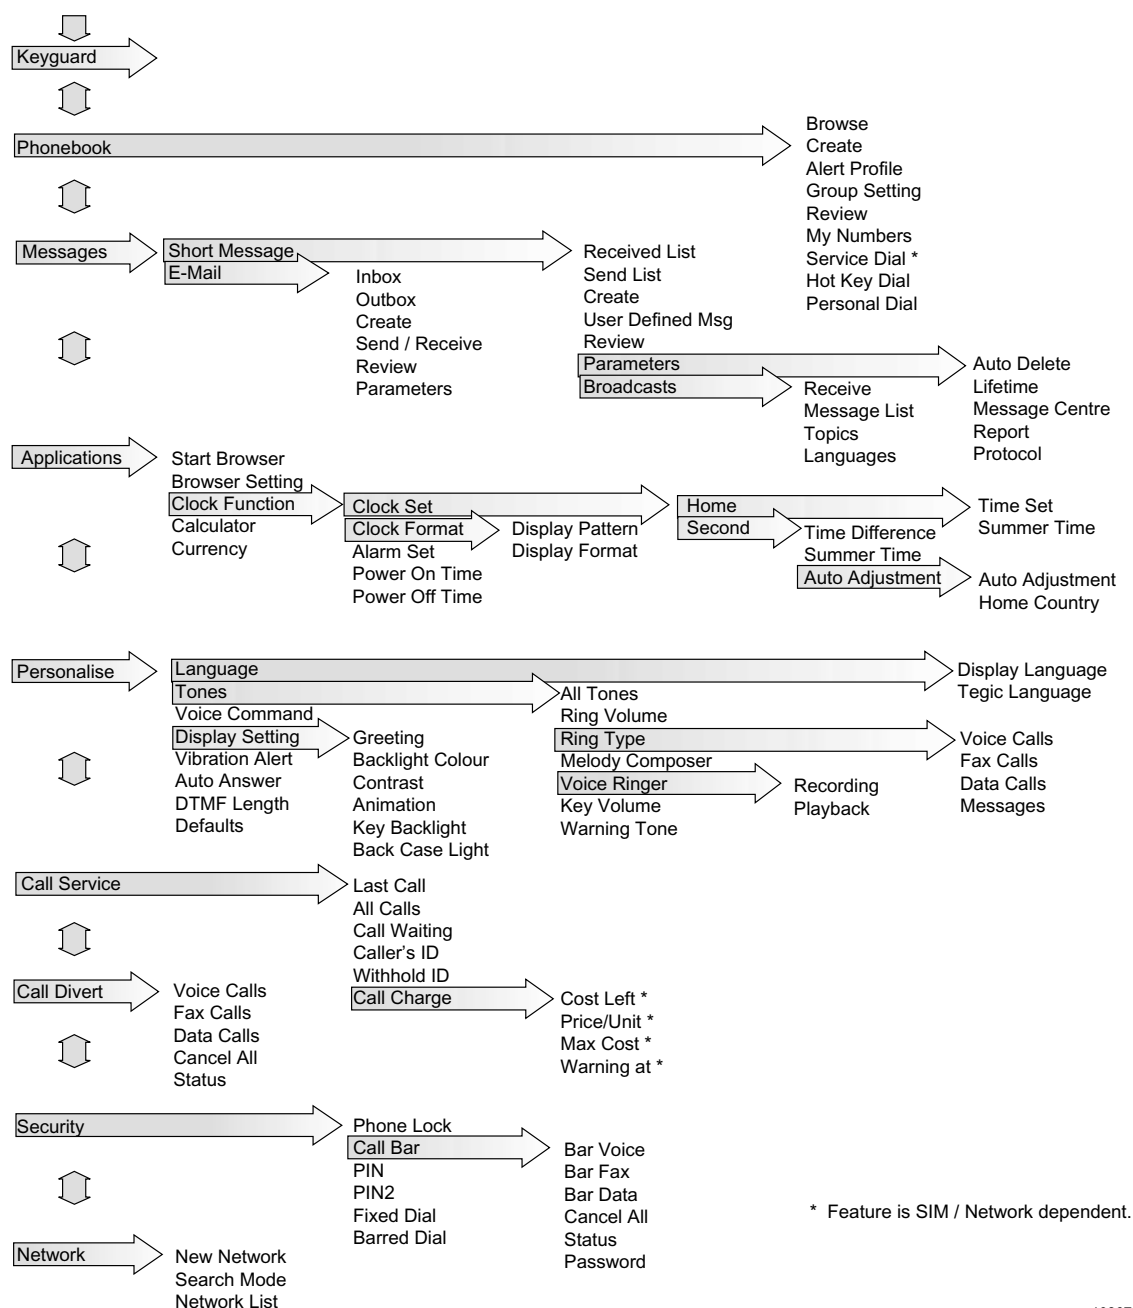 Keyguard
Phonebook
Browse
Create
Alert Profile
Group Setting
Review
My Numbers
Service Dial *
Hot Key Dial
Personal Dial
Messages
Short Message
E-Mail
Inbox
Outbox
Create
Send / Receive
Review
Parameters
Received List
Send List
Create
User Defined Msg
Review
Parameters
Broadcasts
Receive
Message List
Topics
Languages
Auto Delete
Lifetime
Message Centre
Report
Protocol
Applications
Start Browser
Browser Setting
Clock Function
Calculator
Currency
Clock Set
Clock Format
Alarm Set
Power On Time
Power Off Time
Display Pattern
Display Format
Home
Second
Time Difference
Summer Time
Auto Adjustment
Time Set
Summer Time
Auto Adjustment
Home Country
Personalise
Language
Tones
Voice Command
Display Setting
Vibration Alert
Auto Answer
DTMF Length
Defaults
Greeting
Backlight Colour
Contrast
Animation
Key Backlight
Back Case Light
All Tones
Ring Volume
Ring Type
Melody Composer
Voice Ringer
Key Volume
Warning Tone
Recording
Playback
Display Language
Tegic Language
Voice Calls
Fax Calls
Data Calls
Messages
Call Service
Last Call
All Calls
Call Waiting
Caller's ID
Withhold ID
Call Charge
Cost Left *
Price/Unit *
Max Cost *
Warning at *
Call Divert
Voice Calls
Fax Calls
Data Calls
Cancel All
Status
Security
Phone Lock
Call Bar
PIN
PIN2
Fixed Dial
Barred Dial
Bar Voice
Bar Fax
Bar Data
Cancel All
Status
Password
* Feature is SIM / Network dependent.
Network
New Network
Search Mode
Network List